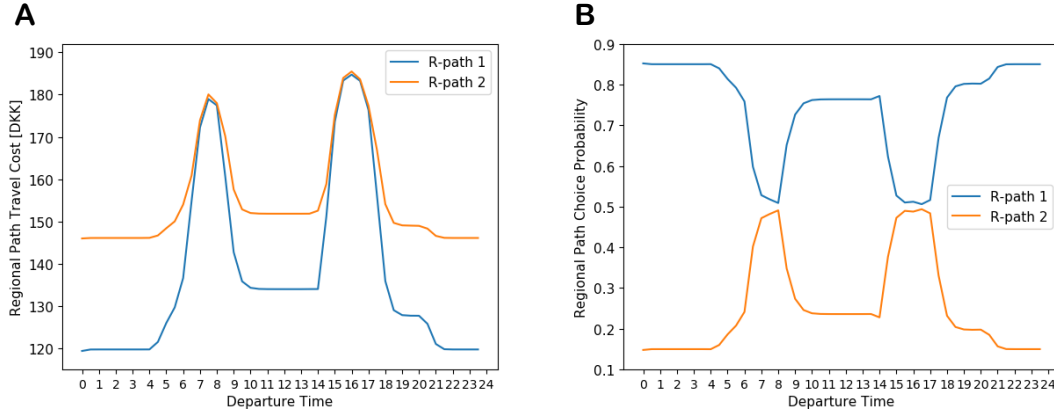 A
Regional Path Travel Cost [DKK]
190
180
170
160
150
140
130
120
0 1 2 3 4 5 6 7 8 9 10 11 12 13 14 15 16 17 18 19 20 21 22 23 24
Departure Time
R-path 1
R-path 2
B
Regional Path Choice Probability
0.9
0.8
0.7
0.6
0.5
0.4
0.3
0.2
0.1
0 1 2 3 4 5 6 7 8 9 10 11 12 13 14 15 16 17 18 19 20 21 22 23 24
Departure Time
R-path 1
R-path 2